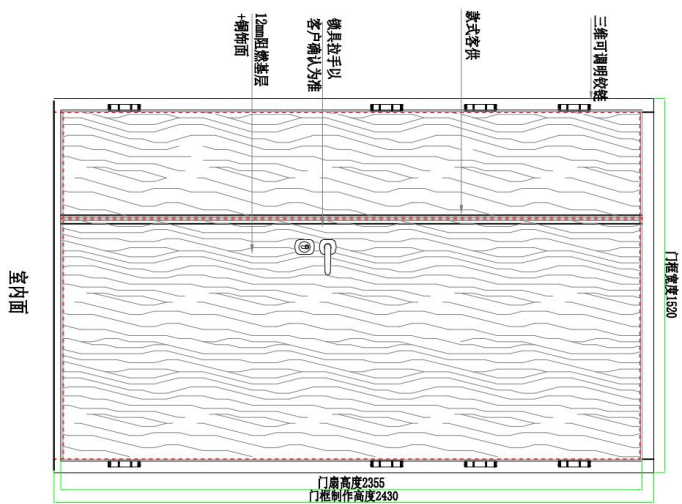 三维可调明铰链
款式客供
锁具拉手以
客户确认为准
12mm阻燃基层
+铜饰面
门框宽度1520
室内面
门扇高度2355
门框制作高度2430